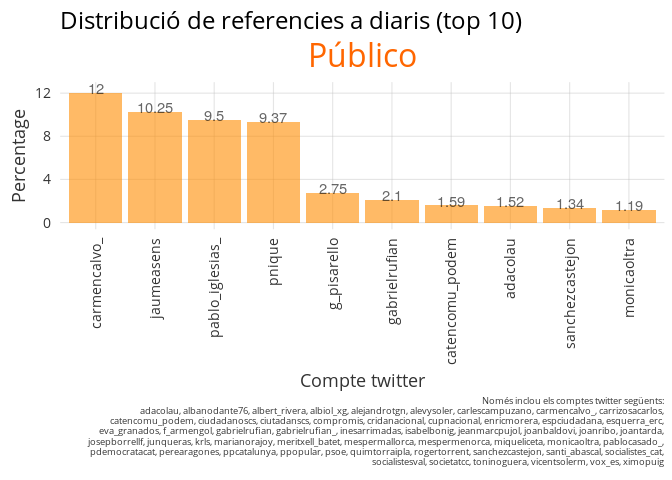 Distribució de referencies a diaris (top 10)
Público
12
10.25
9.5
9.37
2.75
2.1
1.59
1.52
1.34
1.19
Percentage
12
8
4
0
carmencalvo_
jaumeasens
pablo_iglesias_
pnique
g_pisarello
gabrielrufian
catencomu_podem
adacolau
sanchezcastejon
monicaoltra
Compte twitter
Només inclou els comptes twitter següents:
adacolau, albanodante76, albert_rivera, albiol_xg, alejandrotgn, alevysoler, carlescampuzano, carmencalvo_, carrizosacarlos,
catencomu_podem, ciudadanoscs, ciutadanscs, compromis, cridanacional, cupnacional, enricmorera, espciudadana, esquerra_erc,
eva_granados, f_armengol, gabrielrufian, gabrielrufian_, inesarrimadas, isabelbonig, jeanmarcpujol, joanbaldovi, joanribo, joantarda,
josepborrellf, junqueras, krls, marianorajoy, meritxell_batet, mespermallorca, mespermenorca, miqueliceta, monicaoltra, pablocasado_,
pdemocratacat, perearagones, ppcatalunya, ppopular, psoe, quimtorraipla, rogertorrent, sanchezcastejon, santi_abascal, socialistes_cat,
socialistesval, societatcc, toninoguera, vicentsolerm, vox_es, ximopuig